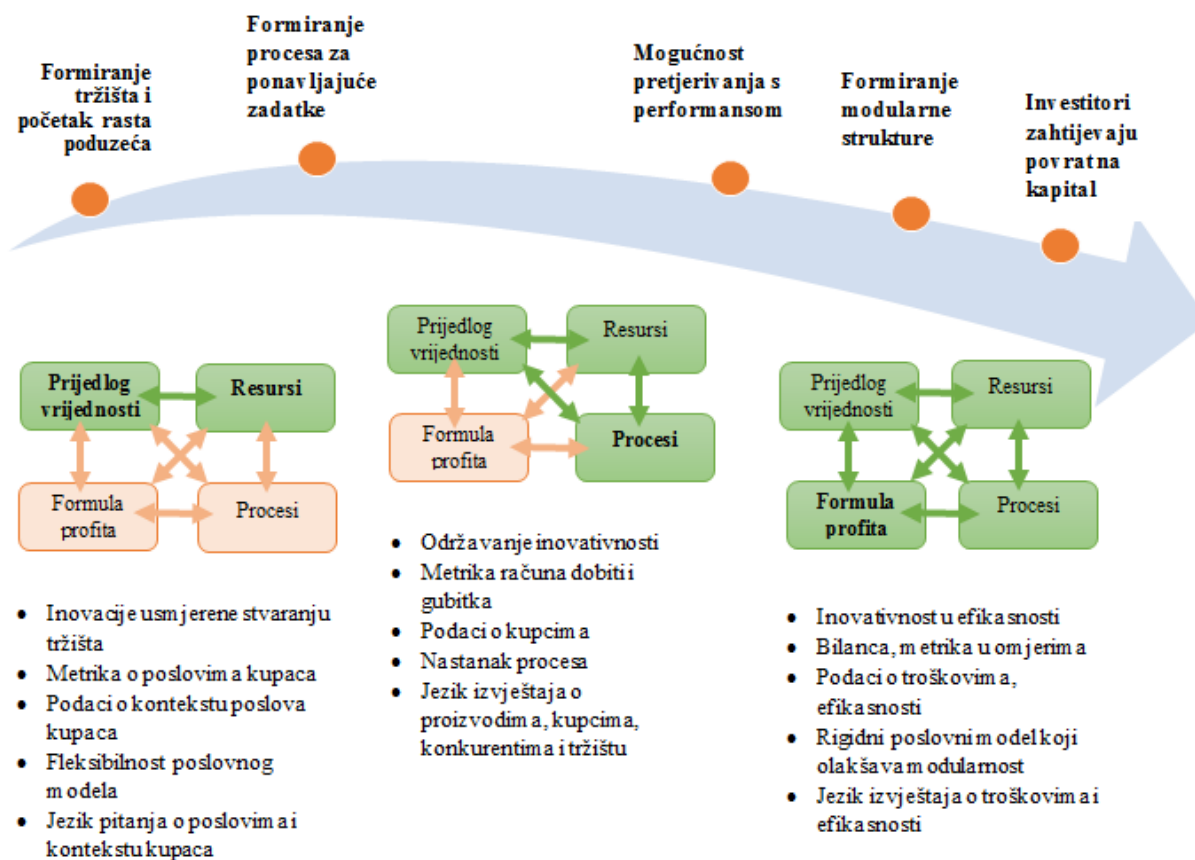 Formiranje
tržišta i
početak rasta
poduzeća
Formiranje
procesa za
ponavljajuće
zadatke
Mogućnost
pretjerivanja s
performansom
Formiranje
modularne
strukture
Investitori
zahtijevaju
povrat na
kapital
Prijedlog
vrijednosti
Resursi
Formula
profita
Procesi
• Inovacije usmjerene stvaranju
tržišta
• Metrika o poslovima kupaca
• Podaci o kontekstu poslova
kupaca
• Fleksibilnost poslovnog
modela
• Jezik pitanja o poslovima i
kontekstu kupaca
Prijedlog
vrijednosti
Resursi
Formula
profita
Procesi
• Održavanje inovativnosti
• Metrika računa dobiti i
gubitka
• Podaci o kupcima
• Nastanak procesa
• Jezik izvještaja o
proizvodima, kupcima,
konkurentima i tržištu
Prijedlog
vrijednosti
Resursi
Formula
profita
Procesi
• Inovativnost u efikasnosti
• Bilanca, metrika u omjerima
• Podaci o troškovima,
efikasnosti
• Rigidni poslovni model koji
olakšava modularnost
• Jezik izvještaja o troškovima i
efikasnosti